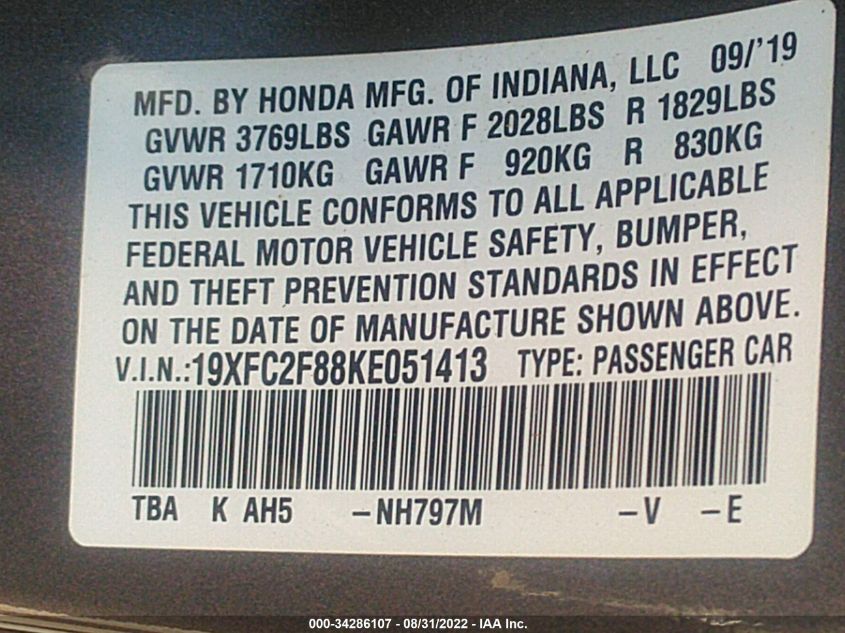 MFD. BY HONDA MFG. OF INDIANA, LLC 09/'19
GVWR 3769LBS GAWR F 2028LBS R 1829LBS
GVWR 1710KG GAWR F 920KG R 830KG
THIS VEHICLE CONFORMS TO ALL APPLICABLE
FEDERAL MOTOR VEHICLE SAFETY, BUMPER,
AND THEFT PREVENTION STANDARDS IN EFFECT
ON THE DATE OF MANUFACTURE SHOWN ABOVE.
V.I.N.:19XFC2F88KE051413 TYPE: PASSENGER CAR
TBA K AH5 -NH797M -V -E
000-34286107 - 08/31/2022 - IAA Inc.